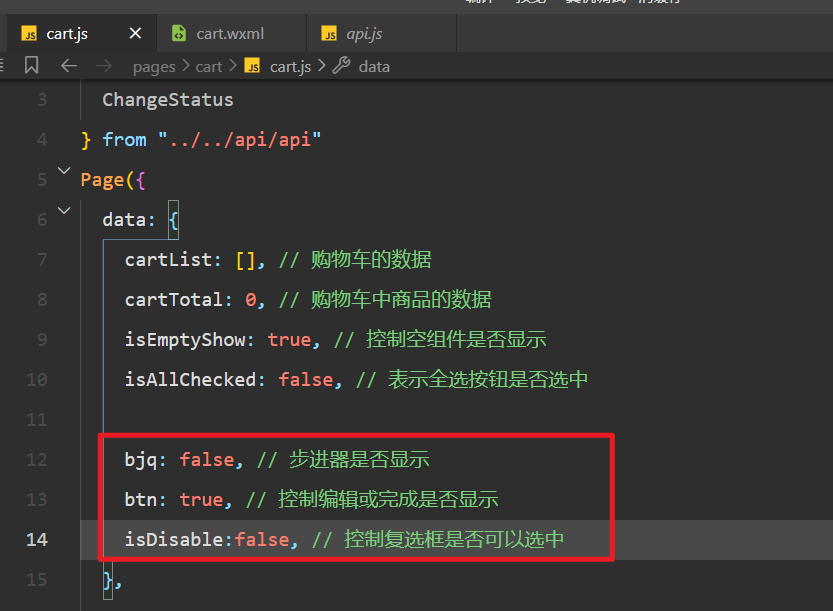 JS cart.js ×
cart.wxml
JS api.js
pages > cart > JS cart.js > data
3 ChangeStatus
4 } from "../../api/api"
5 Page({
6 data: {
7 cartList: [], // 购物车的数据
8 cartTotal: 0, // 购物车中商品的数据
9 isEmptyShow: true, // 控制空组件是否显示
10 isAllChecked: false, // 表示全选按钮是否选中
11
12 bjq: false, // 步进器是否显示
13 btn: true, // 控制编辑或完成是否显示
14 isDisable:false, // 控制复选框是否可以选中
15 },